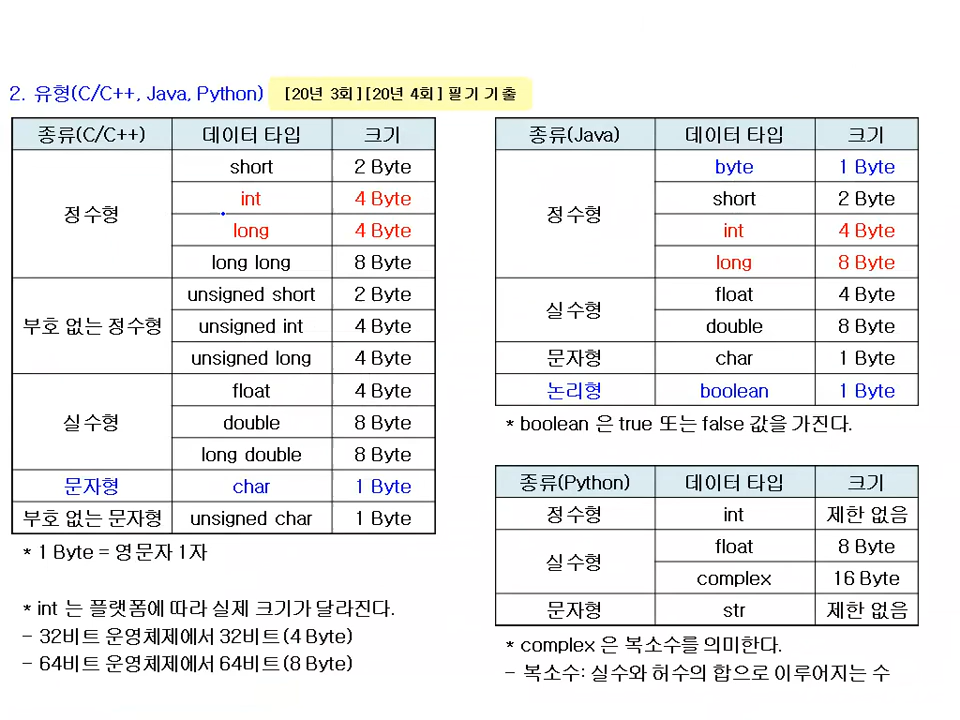 2. 유형(C/C++, Java, Python) [20년 3회][20년 4회] 필기 기출
종류(C/C++) 데이터 타입 크기
정수형 short 2 Byte
int 4 Byte
long 4 Byte
long long 8 Byte
부호 없는 정수형 unsigned short 2 Byte
unsigned int 4 Byte
unsigned long 4 Byte
실수형 float 4 Byte
double 8 Byte
long double 8 Byte
문자형 char 1 Byte
부호 없는 문자형 unsigned char 1 Byte
* 1 Byte = 영문자 1자
* int 는 플랫폼에 따라 실제 크기가 달라진다.
- 32비트 운영체제에서 32비트(4 Byte)
- 64비트 운영체제에서 64비트(8 Byte)
종류(Java) 데이터 타입 크기
정수형 byte 1 Byte
short 2 Byte
int 4 Byte
long 8 Byte
실수형 float 4 Byte
double 8 Byte
문자형 char 1 Byte
논리형 boolean 1 Byte
* boolean 은 true 또는 false 값을 가진다.
종류(Python) 데이터 타입 크기
정수형 int 제한 없음
실수형 float 8 Byte
complex 16 Byte
문자형 str 제한 없음
* complex 은 복소수를 의미한다.
- 복소수: 실수와 허수의 합으로 이루어지는 수